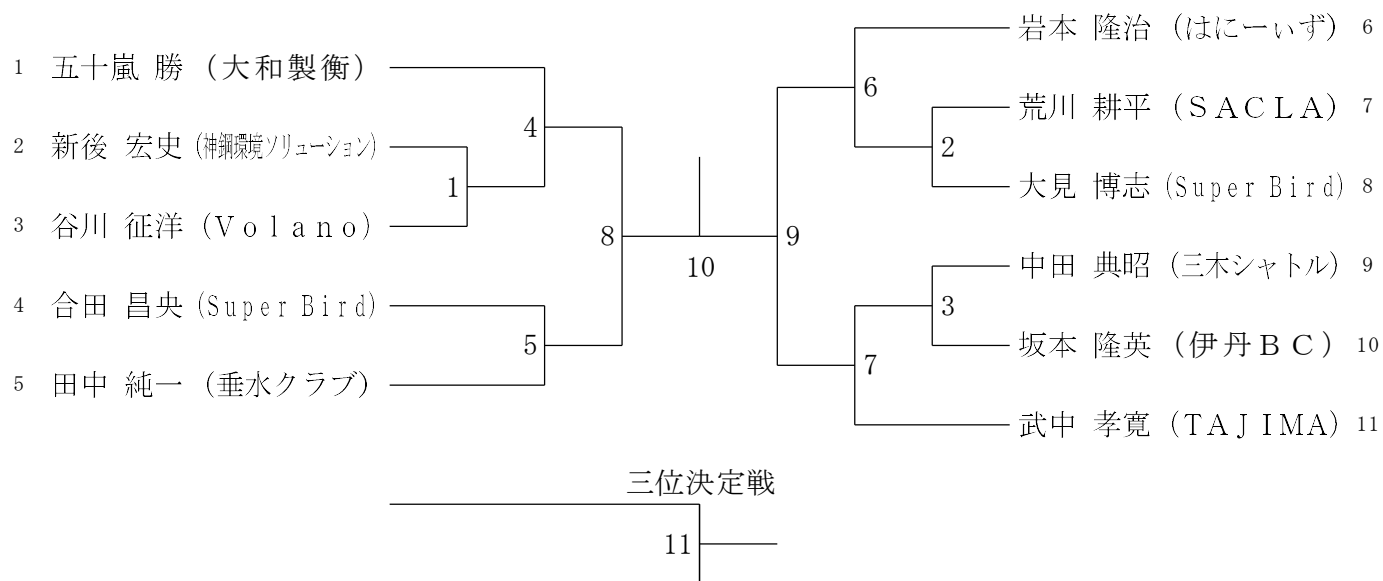 1 五十嵐 勝 (大和製衡)
2 新後 宏史 (神鋼環境ソリューション)
3 谷川 征洋 (Ｖｏｌａｎｏ)
4 合田 昌央 (Super Bird)
5 田中 純一 (垂水クラブ)
1
4
5
8
10
9
6
2
3
7
岩本 隆治 (はにーぃず) 6
荒川 耕平 (ＳＡＣＬＡ) 7
大見 博志 (Super Bird) 8
中田 典昭 (三木シャトル) 9
坂本 隆英 (伊丹ＢＣ) 10
武中 孝寛 (ＴＡＪＩＭＡ) 11
三位決定戦
11